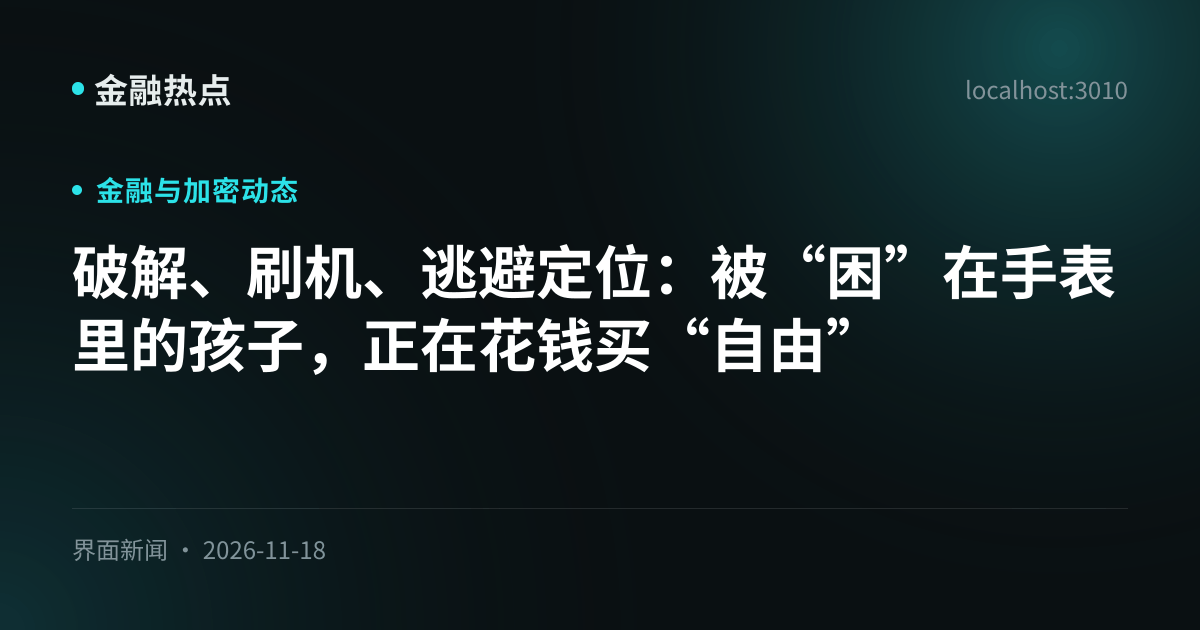 金融热点
localhost:3010
金融与加密动态
破解、刷机、逃避定位：被“困”在手表
里的孩子，正在花钱买“自由”
界面新闻 · 2026-11-18